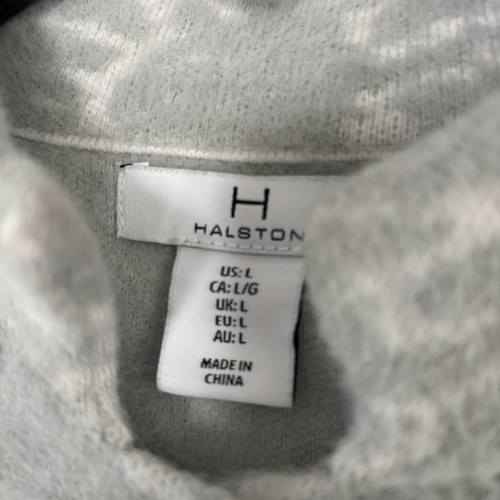 H
HALSTON
US: L
CA: L/G
UK: L
EU: L
AU: L
MADE IN
CHINA